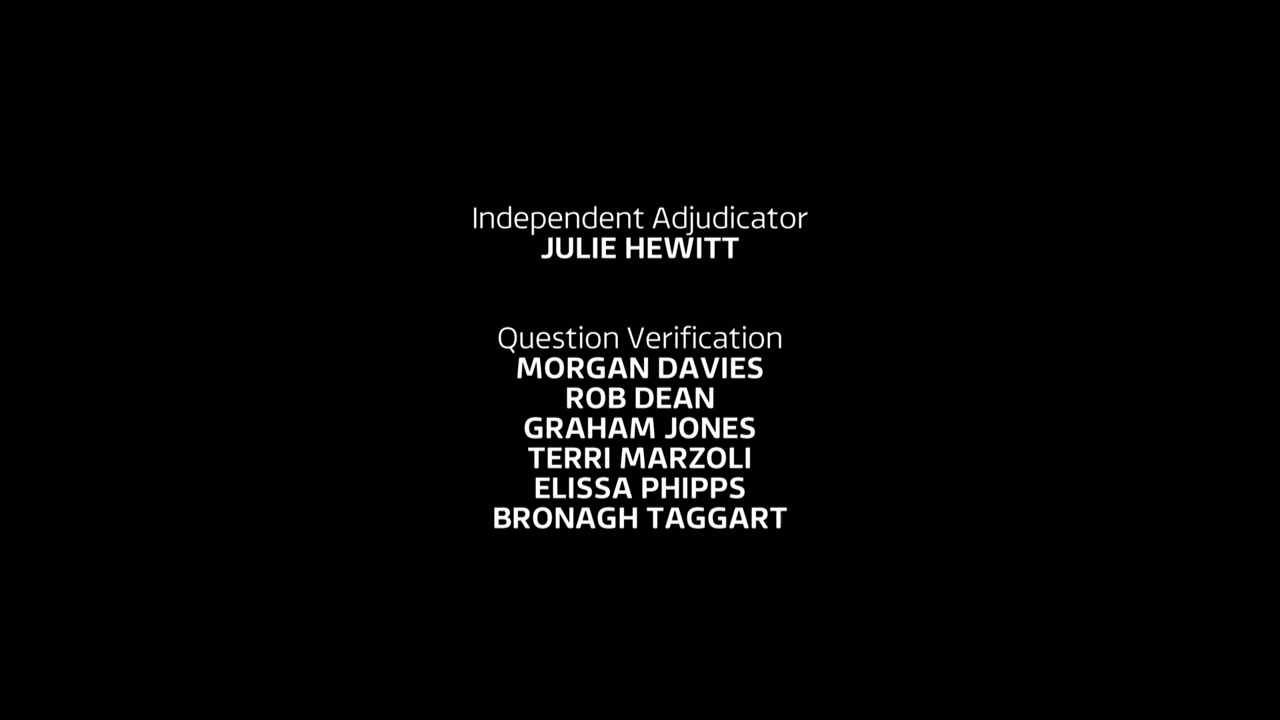 Independent Adjudicator
JULIE HEWITT
Question Verification
MORGAN DAVIES
ROB DEAN
GRAHAM JONES
TERRI MARZOLI
ELISSA PHIPPS
BRONAGH TAGGART